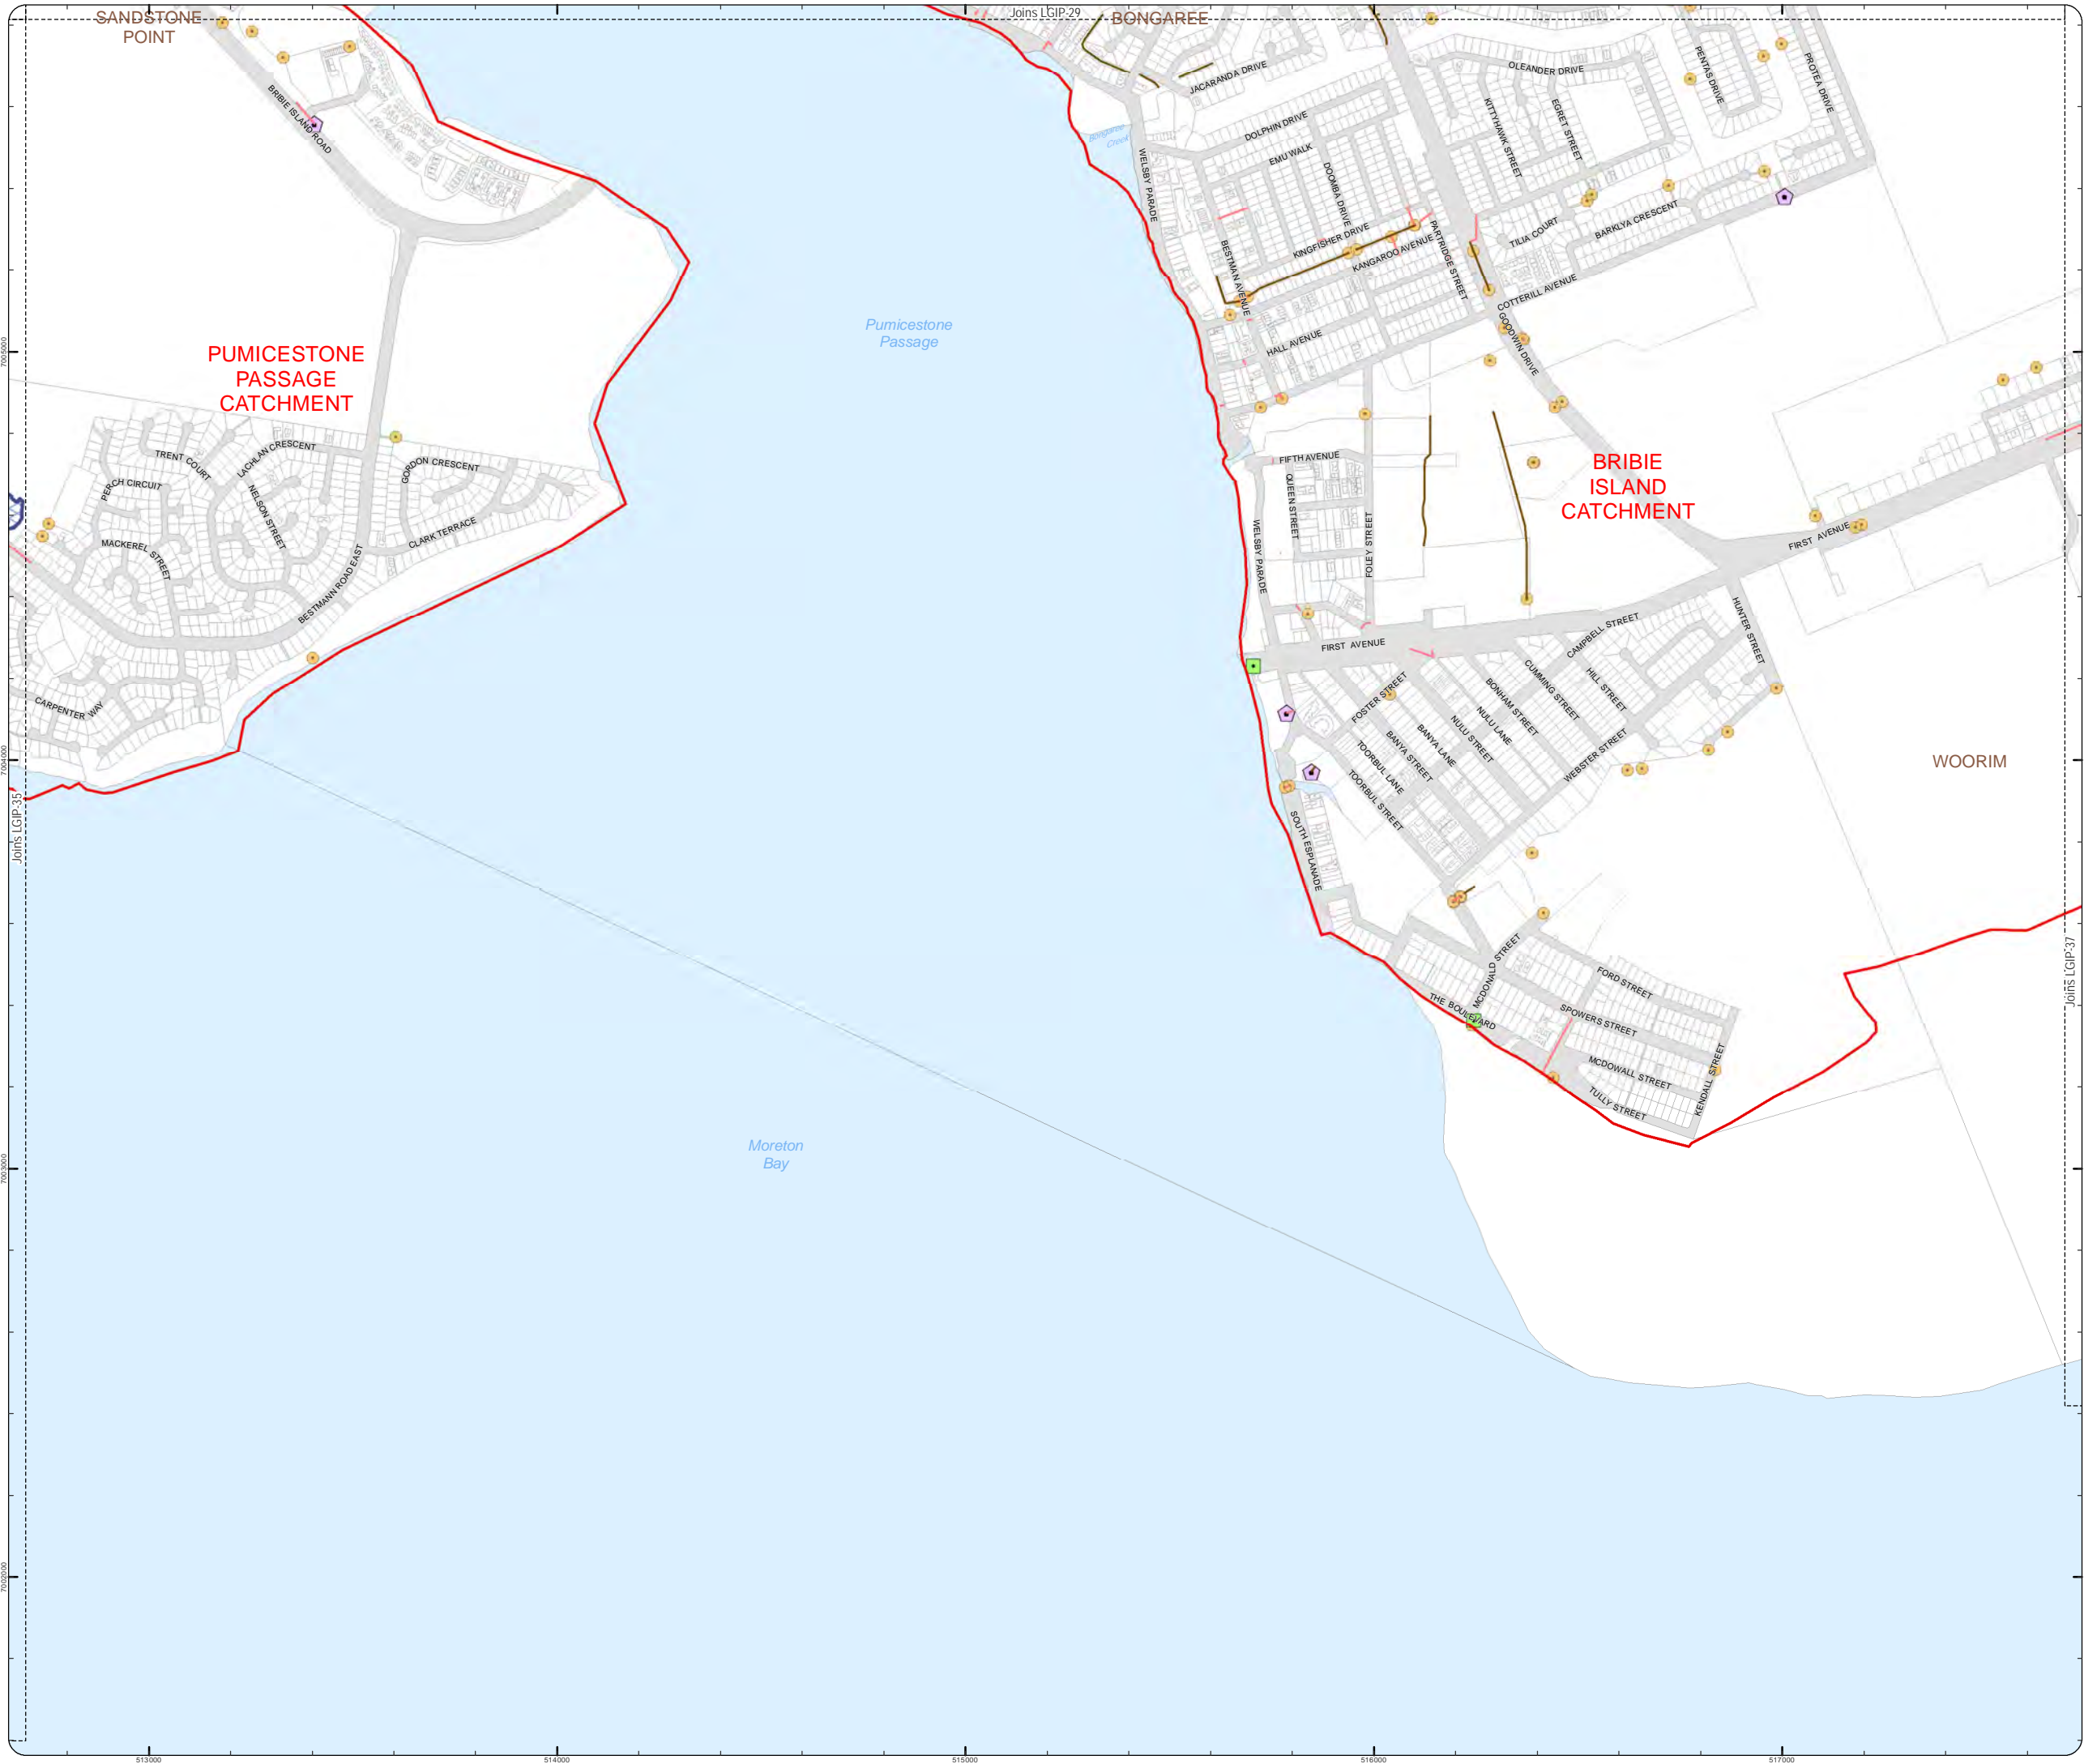 Joins LGIP-29
SANDSTONE
POINT
BONGAREE
JACARANDA DRIVE
OLEANDER DRIVE
PENTAS DRIVE
PROTEA DRIVE
BRIBIE ISLAND ROAD
DOLPHIN DRIVE
KITTYHAWK STREET
EGRET STREET
Bongaree
Creek
EMU WALK
WELSBY PARADE
DOOMBA DRIVE
BESTMAN AVENUE
KINGFISHER DRIVE
KANGAROO AVENUE
PARTRIDGE STREET
TILIA COURT
BARKLYA CRESCENT
COTTERILL AVENUE
GOODWIN DRIVE
HALL AVENUE
Pumicestone
Passage
7005000
PUMICESTONE
PASSAGE
CATCHMENT
TRENT COURT
LACHLAN CRESCENT
GORDON CRESCENT
PERCH CIRCUIT
NELSON STREET
CLARK TERRACE
MACKEREL STREET
BESTMANN ROAD EAST
CARPENTER WAY
FIFTH AVENUE
QUEEN STREET
WELSBY PARADE
FOLEY STREET
BRIBIE
ISLAND
CATCHMENT
FIRST AVENUE
FIRST AVENUE
CAMPBELL STREET
HUNTER STREET
FOSTER STREET
CUMMING STREET
HILL STREET
BONHAM STREET
NULU LANE
NULU STREET
BANYA LANE
BANYA STREET
TOORBUL LANE
TOORBUL STREET
WEBSTER STREET
WOORIM
7004000
Joins LGIP-35
SOUTH ESPLANADE
MCDONALD STREET
FORD STREET
THE BOULEVARD
SPOWERS STREET
MCDOWALL STREET
TULLY STREET
KENDALL STREET
Joins LGIP-37
Moreton
Bay
7003000
7002000
513000
514000
515000
516000
517000